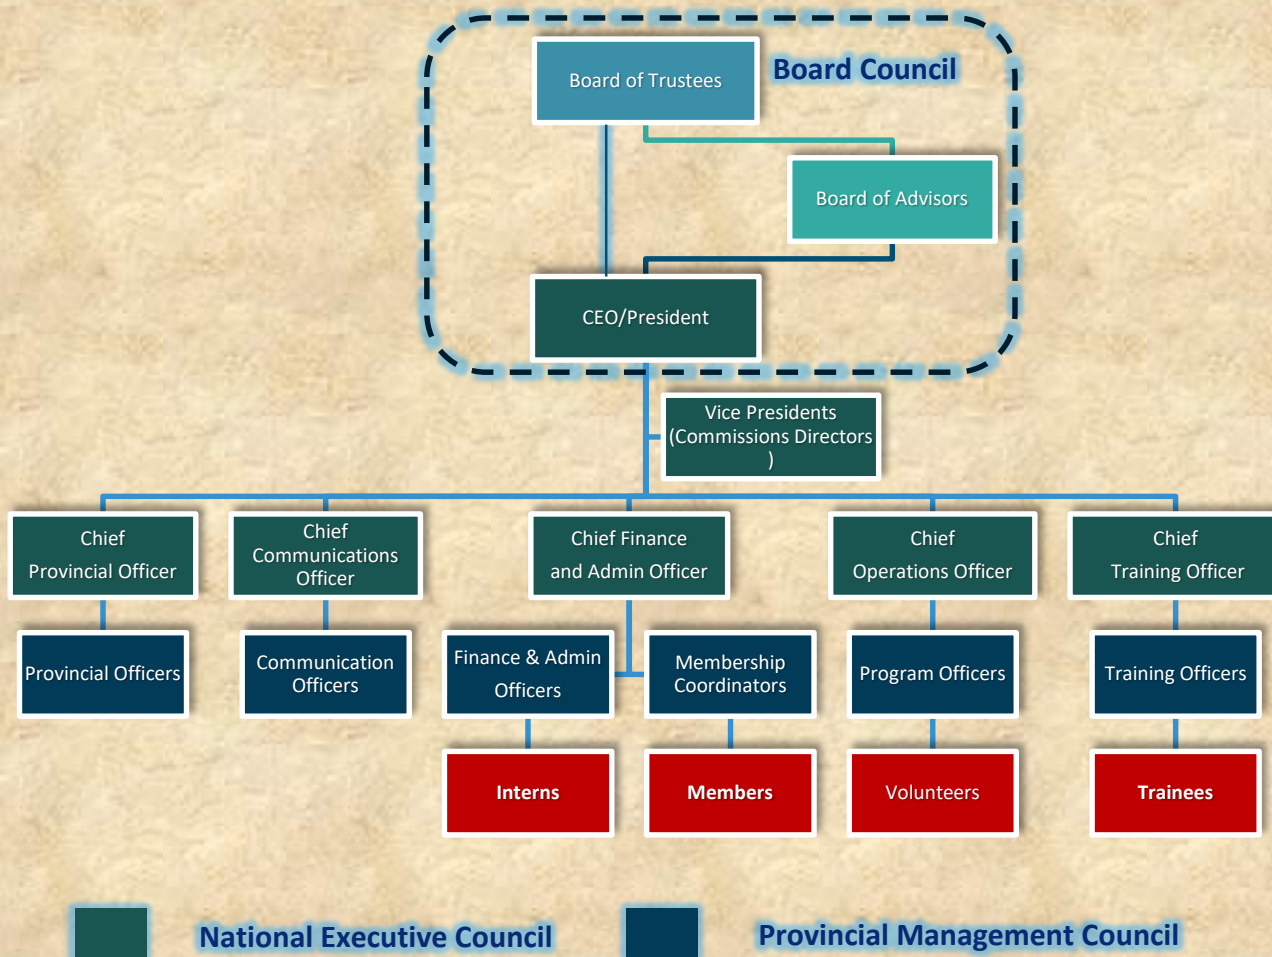 Board of Trustees
Board Council
Board of Advisors
CEO/President
Vice Presidents
(Commissions Directors
)
Chief
Provincial Officer
Chief
Communications
Officer
Chief Finance
and Admin Officer
Chief
Operations Officer
Chief
Training Officer
Provincial Officers
Communication
Officers
Finance & Admin
Officers
Membership
Coordinators
Program Officers
Training Officers
Interns
Members
Volunteers
Trainees
National Executive Council
Provincial Management Council